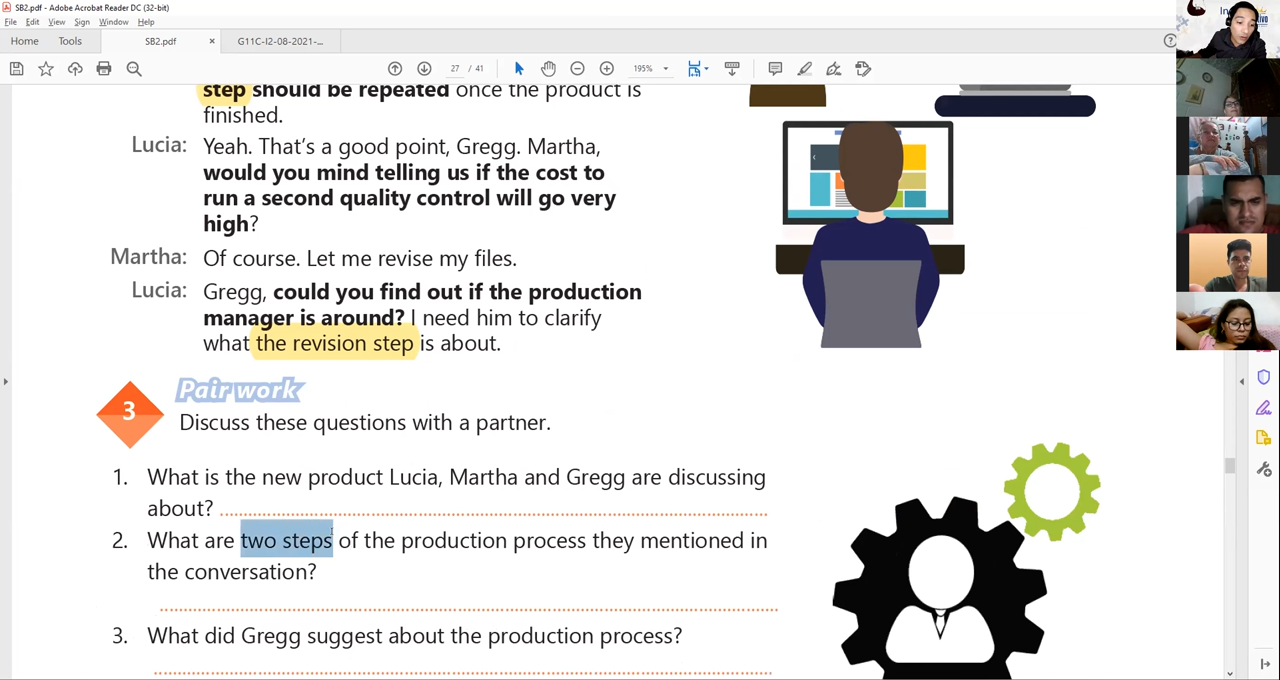 SB2.pdf - Adobe Acrobat Reader DC (32-bit)
File Edit View Sign Window Help
Home Tools SB2.pdf × G11C-I2-08-2021-...
27 / 41 195%
step should be repeated once the product is
finished.
Lucia: Yeah. That's a good point, Gregg. Martha,
would you mind telling us if the cost to
run a second quality control will go very
high?
Martha: Of course. Let me revise my files.
Lucia: Gregg, could you find out if the production
manager is around? I need him to clarify
what the revision step is about.
3 Pair work
Discuss these questions with a partner.
1. What is the new product Lucia, Martha and Gregg are discussing
about?
2. What are two steps of the production process they mentioned in
the conversation?
3. What did Gregg suggest about the production process?